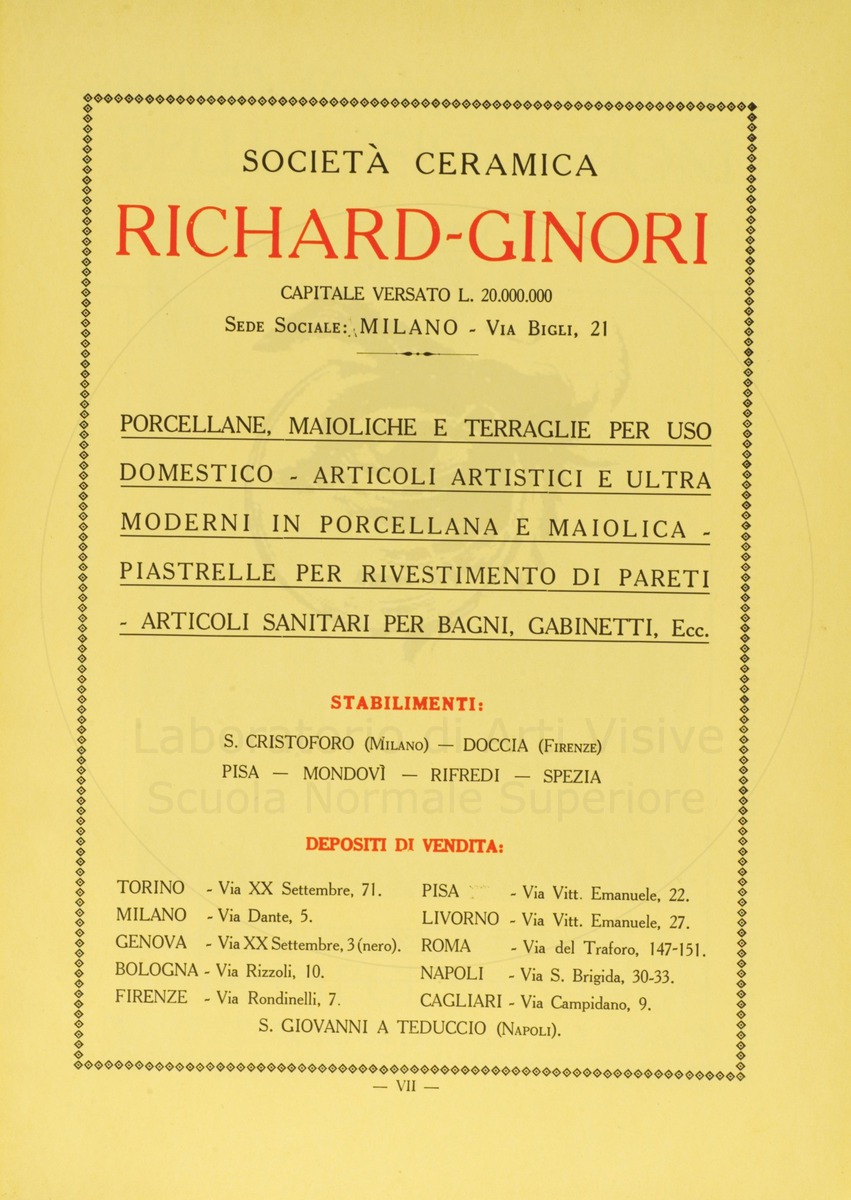 SOCIETÀ CERAMICA
RICHARD-GINORI
CAPITALE VERSATO L. 20.000.000
SEDE SOCIALE: MILANO - VIA BIGLI, 21
PORCELLANE, MAIOLICHE E TERRAGLIE PER USO
DOMESTICO - ARTICOLI ARTISTICI E ULTRA
MODERNI IN PORCELLANA E MAIOLICA -
PIASTRELLE PER RIVESTIMENTO DI PARETI
- ARTICOLI SANITARI PER BAGNI, GABINETTI, Ecc.
STABILIMENTI:
S. CRISTOFORO (MILANO) — DOCCIA (FIRENZE)
PISA — MONDOVÌ — RIFREDI — SPEZIA
Laboratorio di Arti Visive
Scuola Normale Superiore
DEPOSITI DI VENDITA:
TORINO - Via XX Settembre, 71.
MILANO - Via Dante, 5.
GENOVA - Via XX Settembre, 3 (nero).
BOLOGNA - Via Rizzoli, 10.
FIRENZE - Via Rondinelli, 7.
PISA - Via Vitt. Emanuele, 22.
LIVORNO - Via Vitt. Emanuele, 27.
ROMA - Via del Traforo, 147-151.
NAPOLI - Via S. Brigida, 30-33.
CAGLIARI - Via Campidano, 9.
S. GIOVANNI A TEDUCCIO (NAPOLI).
— VII —